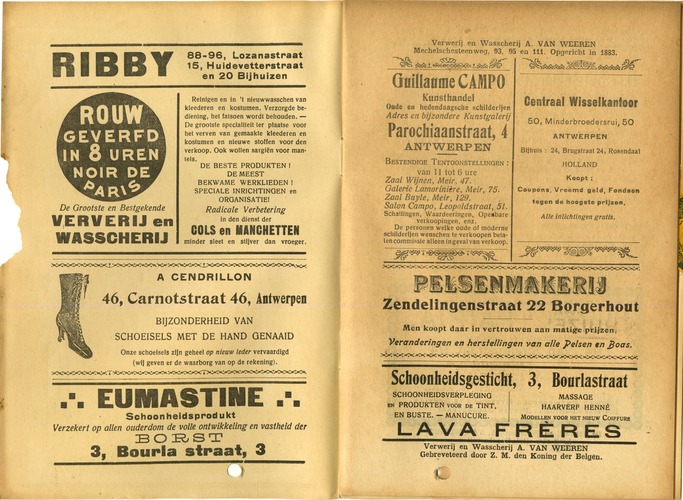 RIBBY
88-96, Lozanastraat
15, Huidevetterstraat
en 20 Bijhuizen
ROUW
GEVERFD
IN 8 UREN
NOIR DE
PARIS
De Grootste en Bestgekende
VERVERIJ en
WASSCHERIJ
Reinigen en in 't nieuwwasschen van
kleederen en kostumen. Verzorgde be-
diening, het fatsoen wordt behouden. —
De grootste specialiteit ter plaatse voor
het verven van gemaakte kleederen en
kostumen en nieuwe stoffen voor den
verkoop. Ook wollen sargiën voor man-
tels.
DE BESTE PRODUKTEN !
DE MEEST
BEKWAME WERKLIEDEN !
SPECIALE INRICHTINGEN en
ORGANISATIE!
Radicale Verbetering
in den dienst der
COLS en MANCHETTEN
minder sleet en stijver dan vroeger.
A CENDRILLON
46, Carnotstraat 46, Antwerpen
BIJZONDERHEID VAN
SCHOEISELS MET DE HAND GENAAID
Onze schoeisels zijn geheel op nieuw leder vervaardigd
(wij geven er de waarborg van op de rekening).
EUMASTINE
Schoonheidsprodukt
Verzekert op allen ouderdom de volle ontwikkeling en vastheid der
BORST
3, Bourla straat, 3
Verwerij en Wasscherij A. VAN WEEREN
Mechelschesteenweg, 93, 95 en 111. Opgericht in 1883.
Guillaume CAMPO
Kunsthandel
Oude en hedendaagsche schilderijen
Adres en bijzondere Kunstgalerij
Parochiaanstraat, 4
ANTWERPEN
BESTENDIGE TENTOONSTELLINGEN :
van 11 tot 6 ure
Zaal Wijnen, Meir, 47.
Galerie Lamorinière, Meir, 75.
Zaal Buyle, Meir, 129.
Salon Campo, Leopoldstraat, 51.
Schattingen, Waardeeringen, Openbare
verkoopingen, enz.
De personen welke oude of moderne
schilderijen wenschen te verkoopen beta-
len commissie alleen ingeval van verkoop.
Centraal Wisselkantoor
50, Minderbroedersrui, 50
ANTWERPEN
Bijhuis : 24, Brugstraat 24, Rosendaal
HOLLAND
Koopt :
Coupons, Vreemd geld, Fondsen
tegen de hoogste prijzen.
Alle inlichtingen gratis.
PELSENMAKERIJ
Zendelingenstraat 22 Borgerhout
Men koopt daar in vertrouwen aan matige prijzen.
Veranderingen en herstellingen van alle Pelsen en Boas.
Schoonheidsgesticht, 3, Bourlastraat
SCHOONHEIDSVERPLEGING
EN PRODUKTEN VOOR DE TINT,
EN BUSTE. — MANUCURE.
MASSAGE
HAARVERF HENNÉ
MODELLEN VOOR HET NIEUW COIFFURE
LAVA FRÈRES
Verwerij en Wasscherij A. VAN WEEREN
Gebreveteerd door Z. M. den Koning der Belgen.